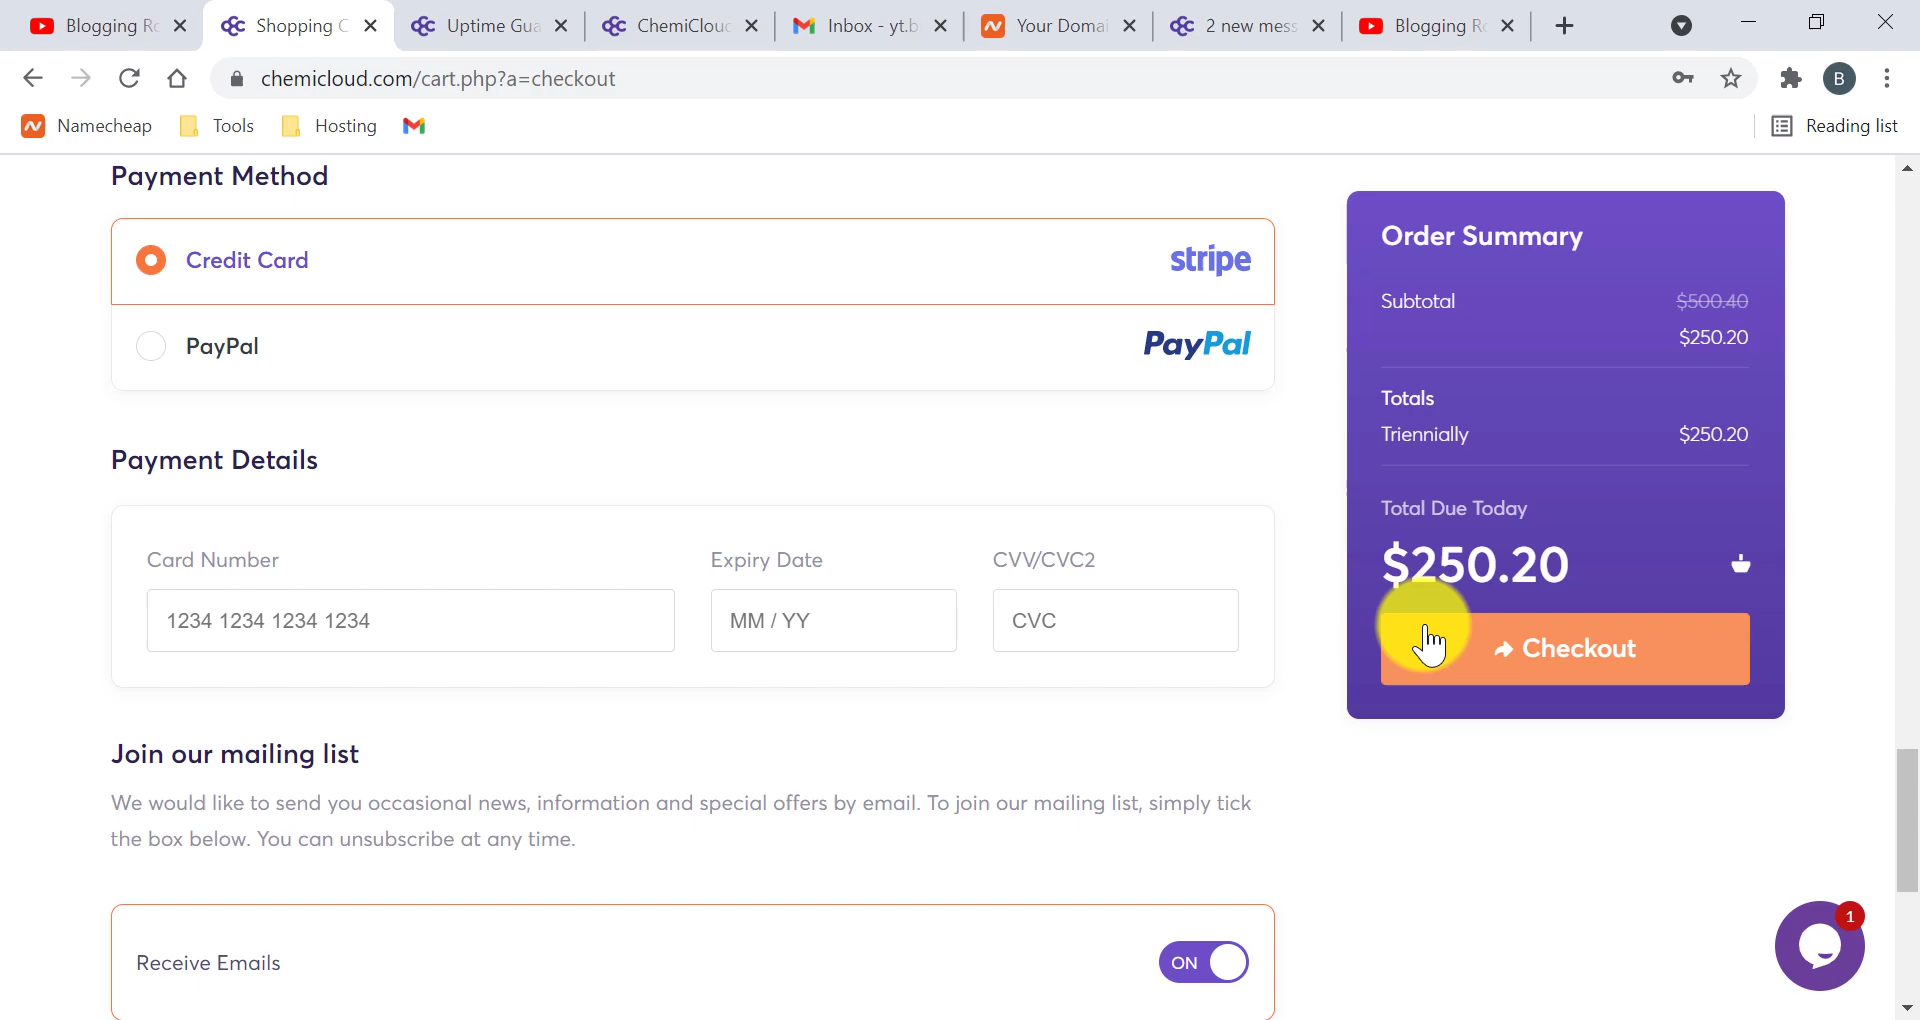 Blogging Ro
Shopping C
Uptime Gua
ChemiClou
Inbox - yt.b
Your Domai
2 new mess
Blogging Ro
chemicloud.com/cart.php?a=checkout
B
Namecheap
Tools
Hosting
Reading list
Payment Method
Credit Card
stripe
PayPal
PayPal
Payment Details
Card Number
Expiry Date
CVV/CVC2
1234 1234 1234 1234
MM / YY
CVC
Join our mailing list
We would like to send you occasional news, information and special offers by email. To join our mailing list, simply tick
the box below. You can unsubscribe at any time.
Receive Emails
ON
Order Summary
Subtotal
$500.40
$250.20
Totals
Triennially
$250.20
Total Due Today
$250.20
Checkout
1